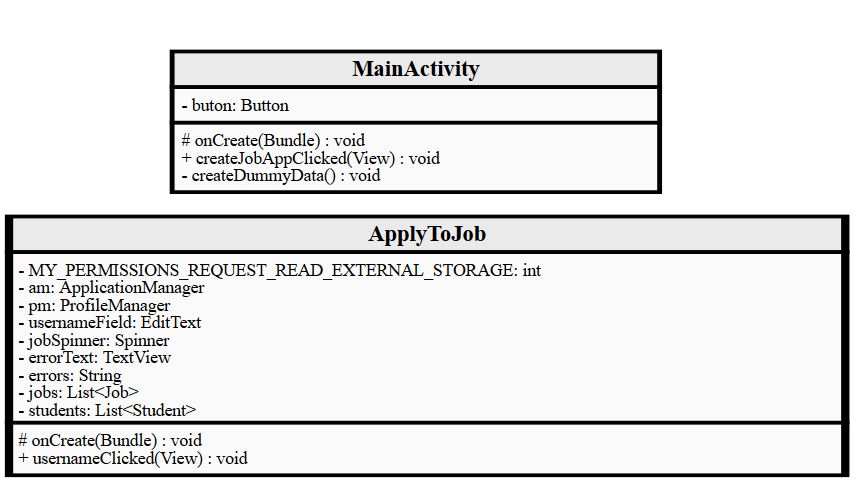 MainActivity
- buton: Button
# onCreate(Bundle) : void
+ createJobAppClicked(View) : void
- createDummyData() : void
ApplyToJob
- MY_PERMISSIONS_REQUEST_READ_EXTERNAL_STORAGE: int
- am: ApplicationManager
- pm: ProfileManager
- usernameField: EditText
- jobSpinner: Spinner
- errorText: TextView
- errors: String
- jobs: List<Job>
- students: List<Student>
# onCreate(Bundle) : void
+ usernameClicked(View) : void